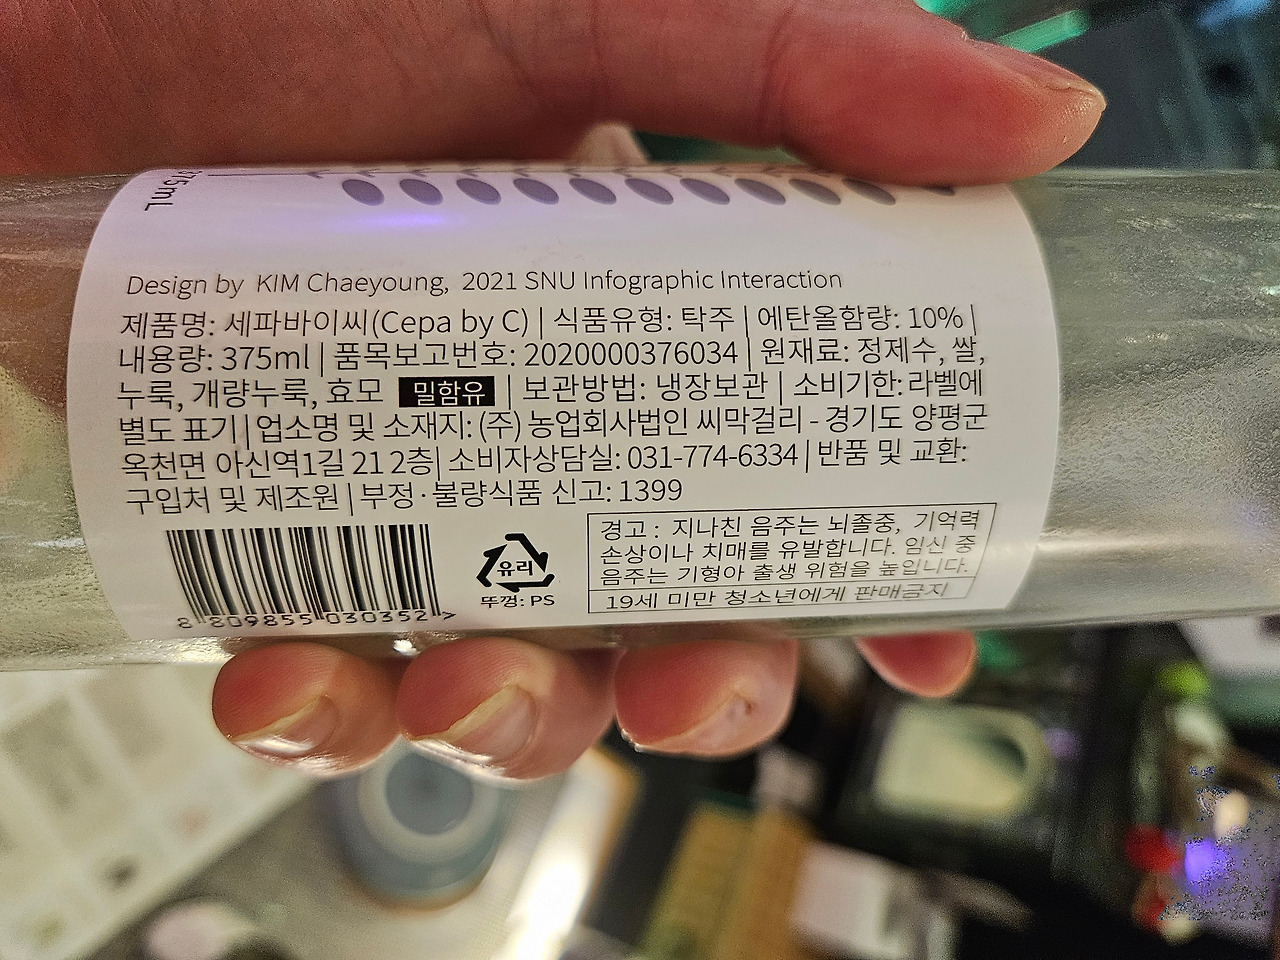 375mL
Design by KIM Chaeyoung, 2021 SNU Infographic Interaction
제품명: 세파바이씨(Cepa by C) | 식품유형: 탁주 | 에탄올함량: 10% |
내용량: 375ml | 품목보고번호: 2020000376034 | 원재료: 정제수, 쌀,
누룩, 개량누룩, 효모 밀함유 | 보관방법: 냉장보관 | 소비기한: 라벨에
별도 표기 | 업소명 및 소재지: (주) 농업회사법인 씨막걸리 - 경기도 양평군
옥천면 아신역1길 21 2층| 소비자상담실: 031-774-6334 | 반품 및 교환:
구입처 및 제조원 | 부정·불량식품 신고: 1399
경고 : 지나친 음주는 뇌졸중, 기억력
손상이나 치매를 유발합니다. 임신 중
음주는 기형아 출생 위험을 높입니다.
19세 미만 청소년에게 판매금지
유리
뚜껑: PS
8 809855 030352 >